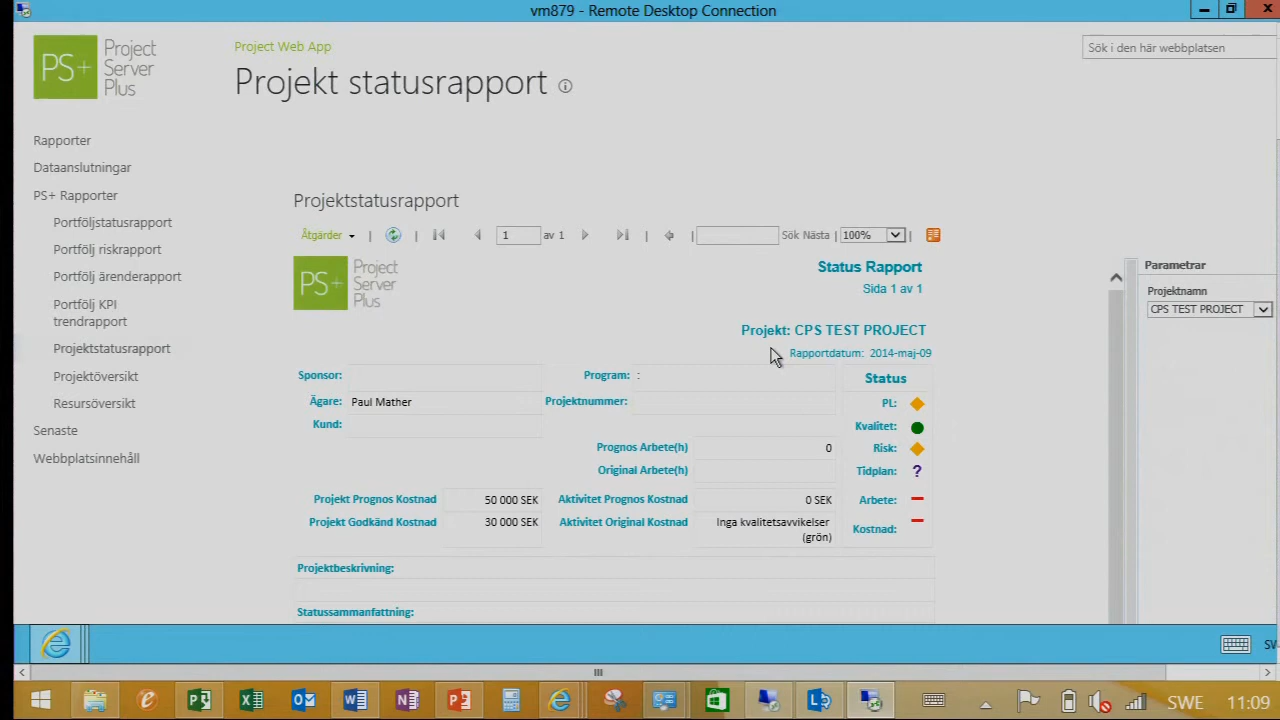 vm879 - Remote Desktop Connection
PS+ Project
Server
Plus
Project Web App
Projekt statusrapport
Sök i den här webbplatsen
Rapporter
Dataanslutningar
PS+ Rapporter
Portföljstatusrapport
Portfölj riskrapport
Portfölj ärenderapport
Portfölj KPI
trendrapport
Projektstatusrapport
Projektöversikt
Resursöversikt
Senaste
Webbplatsinnehåll
Projektstatusrapport
Åtgärder | | 1 av 1 | | Sök Nästa | 100% |
PS+ Project
Server
Plus
Status Rapport
Sida 1 av 1
Projekt: CPS TEST PROJECT
Rapportdatum: 2014-maj-09
Sponsor: Program: :
Ägare: Paul Mather Projektnummer:
Kund:
Prognos Arbete(h) 0
Original Arbete(h)
Projekt Prognos Kostnad 50 000 SEK Aktivitet Prognos Kostnad 0 SEK
Projekt Godkänd Kostnad 30 000 SEK Aktivitet Original Kostnad Inga kvalitetsavvikelser
(grön)
Status
PL:
Kvalitet:
Risk:
Tidplan: ?
Arbete:
Kostnad:
Projektbeskrivning:
Statussammanfattning:
Parametrar
Projektnamn
CPS TEST PROJECT
SV
SWE 11:09